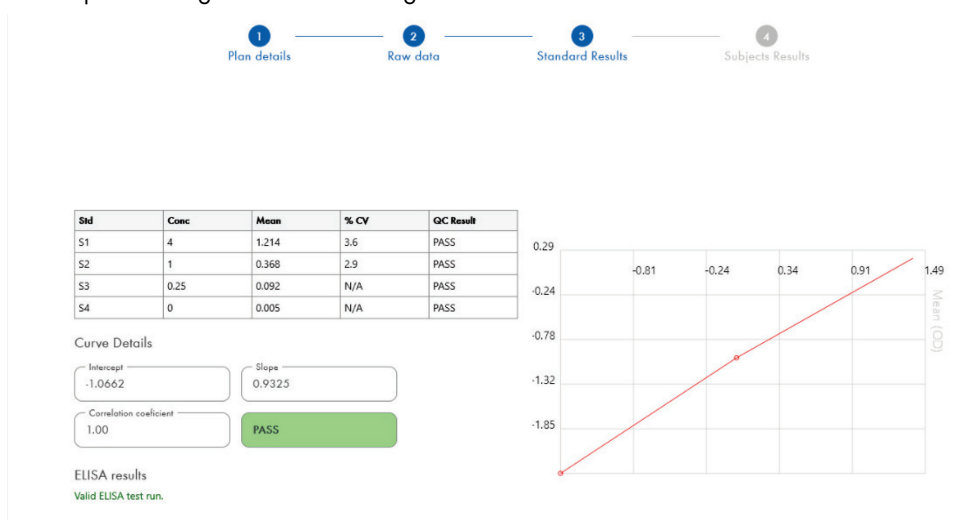 1 2 3 4
Plan details Raw data Standard Results Subjects Results
Std Conc Mean % CV QC Result
S1 4 1.214 3.6 PASS
S2 1 0.368 2.9 PASS
S3 0.25 0.092 N/A PASS
S4 0 0.005 N/A PASS
Curve Details
Intercept Slope
-1.0662 0.9325
Correlation coeficient
1.00 PASS
ELISA results
Valid ELISA test run.
0.29
-0.81 -0.24 0.34 0.91 1.49
-0.24
-0.78
-1.32
-1.85
Mean (OD)